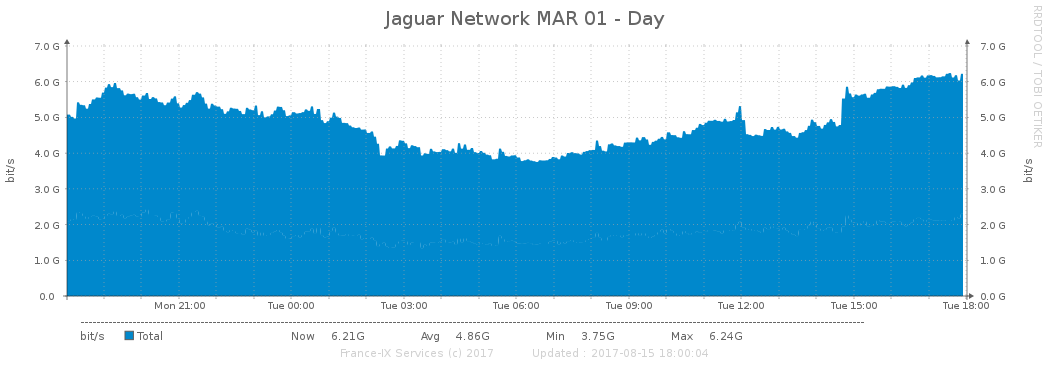 Jaguar Network MAR 01 - Day
RRDTOOL / TOBI OETIKER
bit/s
7.0 G
6.0 G
5.0 G
4.0 G
3.0 G
2.0 G
1.0 G
0.0
7.0 G
6.0 G
5.0 G
4.0 G
3.0 G
2.0 G
1.0 G
0.0 G
bit/s
Mon 21:00 Tue 00:00 Tue 03:00 Tue 06:00 Tue 09:00 Tue 12:00 Tue 15:00 Tue 18:00
bit/s Total Now 6.21G Avg 4.86G Min 3.75G Max 6.24G
France-IX Services (c) 2017 Updated : 2017-08-15 18:00:04